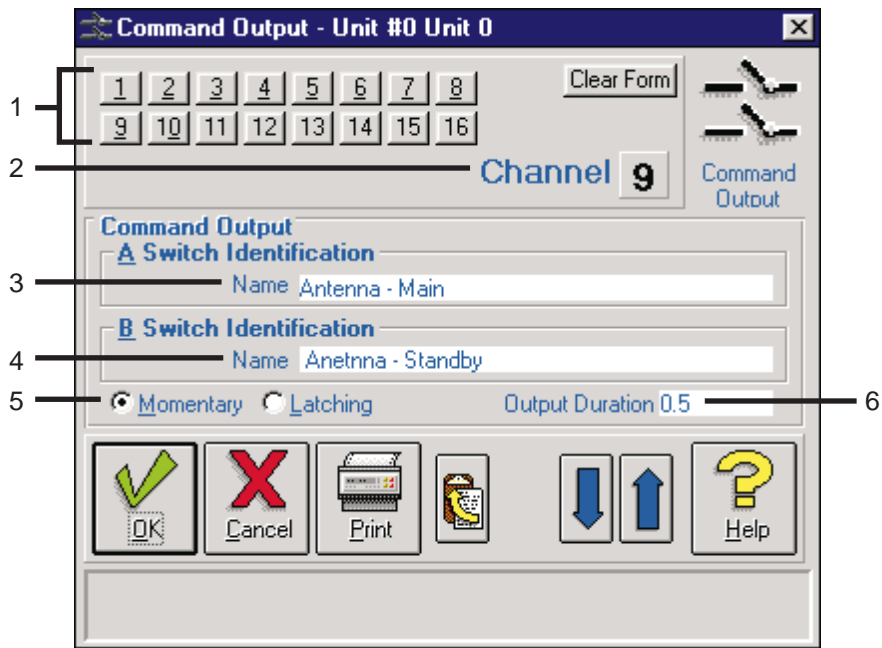 Command Output - Unit #0 Unit 0
1
1 2 3 4 5 6 7 8
Clear Form
9 10 11 12 13 14 15 16
2
Channel 9
Command
Output
Command Output
A Switch Identification
3
Name Antenna - Main
B Switch Identification
4
Name Anetnna - Standby
5
Momentary Latching
Output Duration 0.5
6
OK
Cancel
Print
Help